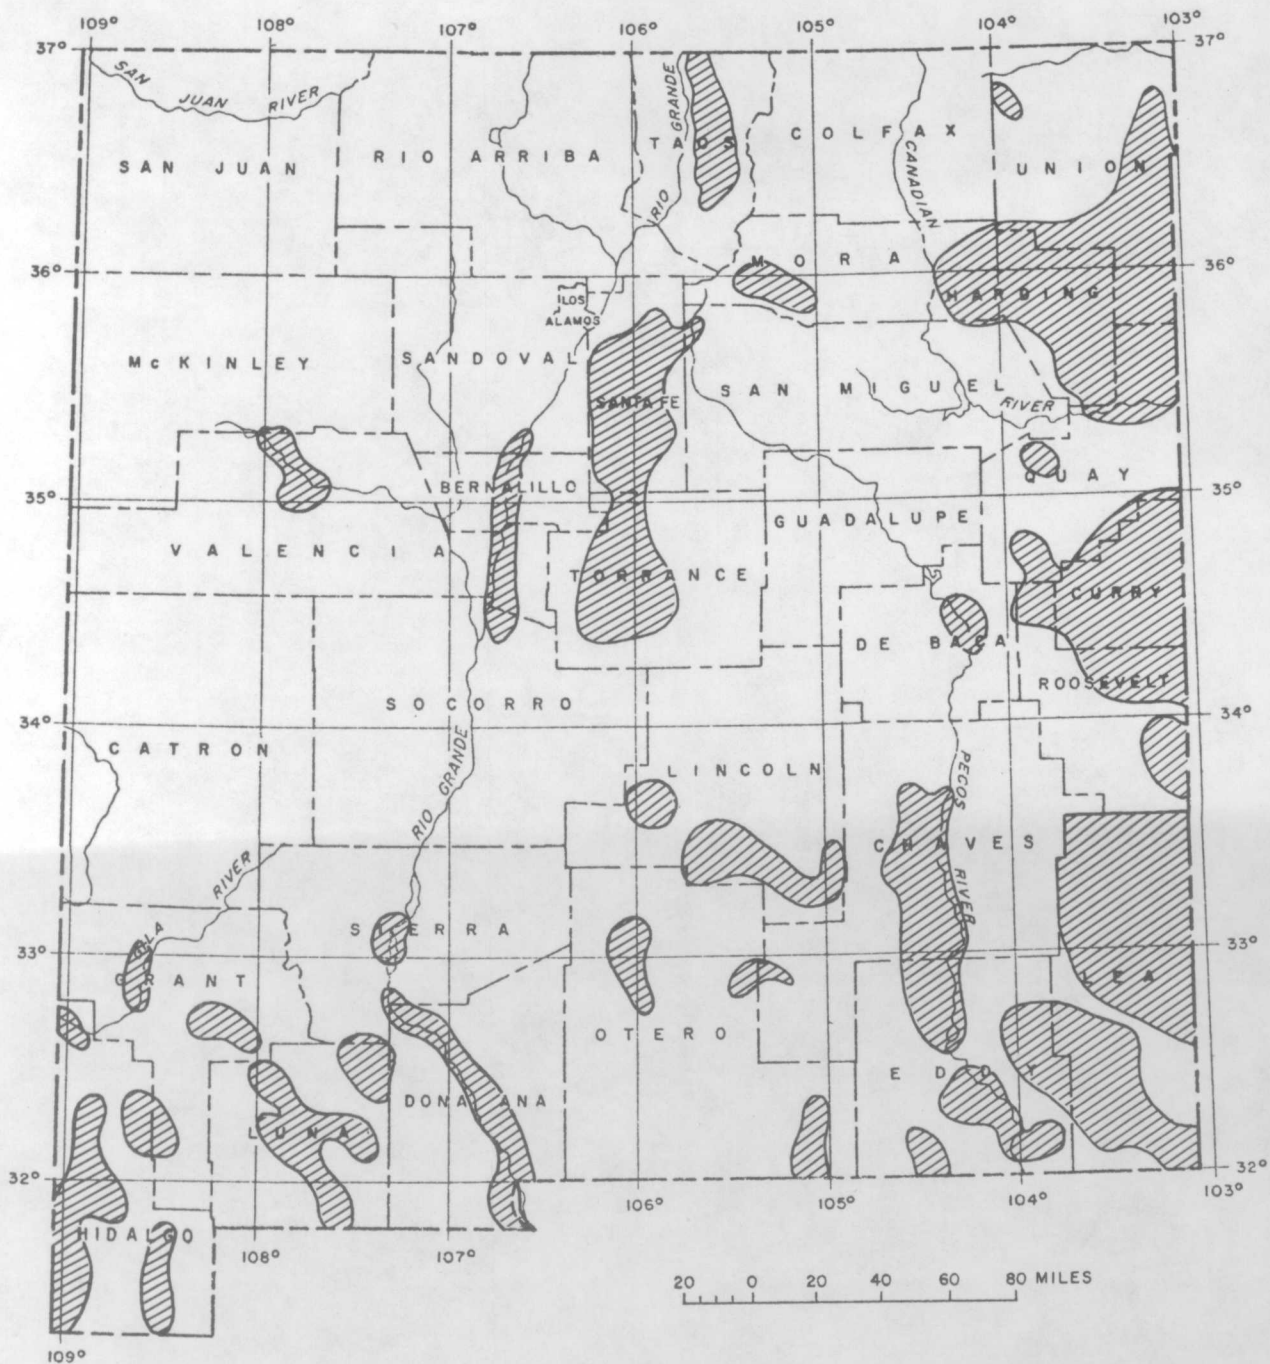 109° 108° 107° 106° 105° 104° 103°
37° 37°
SAN JUAN RIVER
RIO GRANDE
CANADIAN
SAN JUAN
RIO ARRIBA
TAOS
COLFAX
UNION
MORA
36° 36°
HARDING
LOS ALAMOS
McKINLEY
SANDOVAL
SANTA FE
SAN MIGUEL
RIVER
BERNALILLO
QUAY
35° 35°
VALENCIA
GUADALUPE
TORRANCE
CURRY
DE BACA
ROOSEVELT
SOCORRO
34° 34°
CATRON
RIO GRANDE
LINCOLN
PECOS RIVER
CHAVES
GILA RIVER
SIERRA
33° 33°
GRANT
LEA
OTERO
EDDY
DONA ANA
LUNA
32° 32°
106° 105° 104° 103°
HIDALGO
108° 107°
20 0 20 40 60 80 MILES
109°